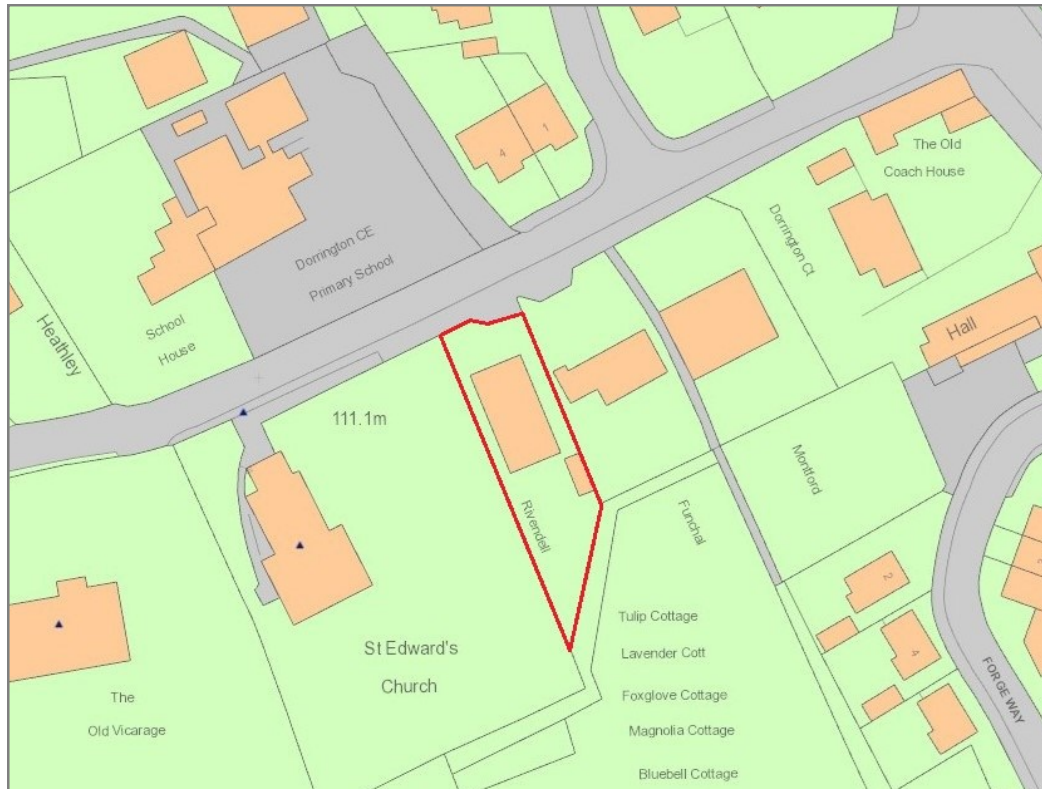 1
4
The Old
Coach House
Dorrington CE
Primary School
Dorrington Ct
Heathley
School
House
Hall
111.1m
Montford
Rivendell
Funchal
2
4
Tulip Cottage
Lavender Cott
Foxglove Cottage
Magnolia Cottage
Bluebell Cottage
St Edward's
Church
The
Old Vicarage
FORGE WAY